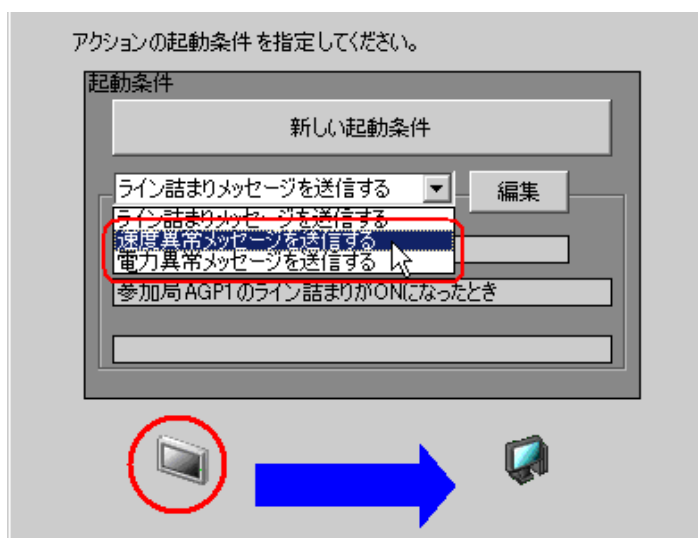 アクションの起動条件を指定してください。
起動条件
新しい起動条件
ライン詰まりメッセージを送信する
編集
ライン詰まりメッセージを送信する
速度異常メッセージを送信する
電力異常メッセージを送信する
参加局AGP1のライン詰まりがONになったとき